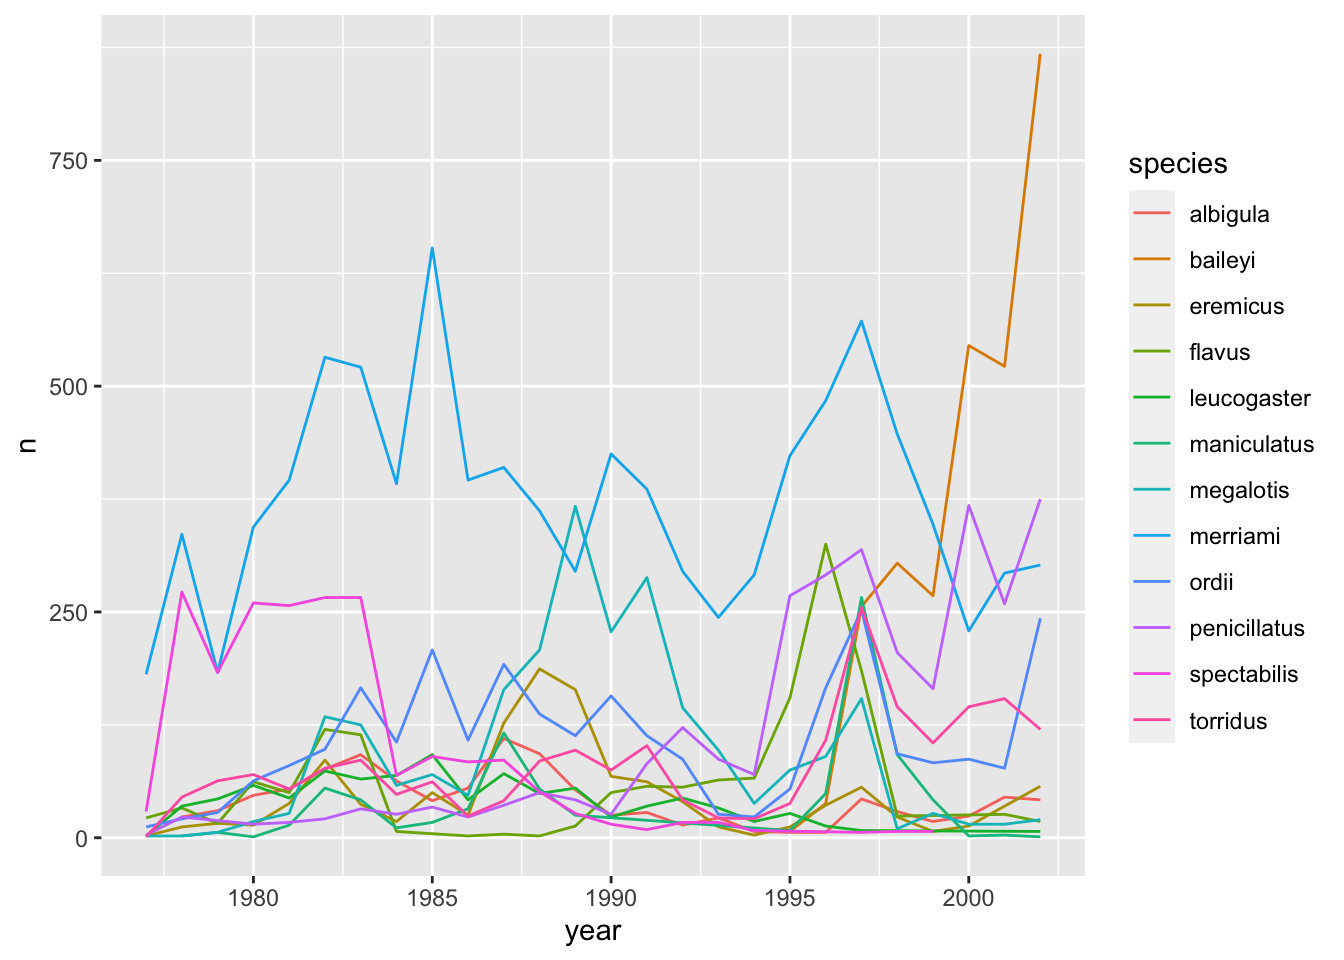 750
500
250
0
n
1980 1985 1990 1995 2000
year
species
albigula
baileyi
eremicus
flavus
leucogaster
maniculatus
megalotis
merriami
ordii
penicillatus
spectabilis
torridus